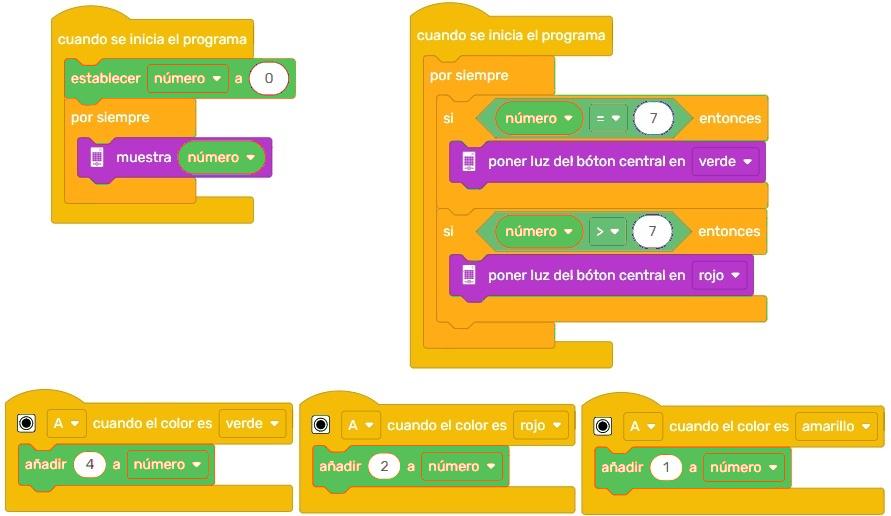 cuando se inicia el programa
establecer número a 0
por siempre
muestra número
cuando se inicia el programa
por siempre
si número = 7 entonces
poner luz del bóton central en verde
si número > 7 entonces
poner luz del bóton central en rojo
A cuando el color es verde
añadir 4 a número
A cuando el color es rojo
añadir 2 a número
A cuando el color es amarillo
añadir 1 a número